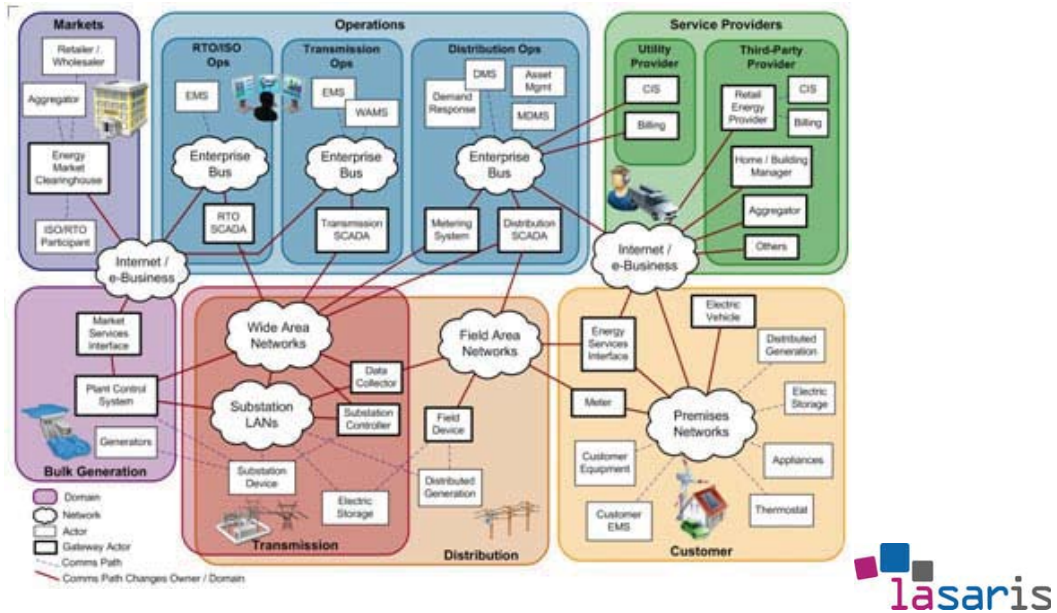 Markets
Retailer /
Wholesaler
Aggregator
Energy
Market
Clearinghouse
ISO/RTO
Participant
Operations
RTO/ISO
Ops
EMS
Enterprise
Bus
RTO
SCADA
Transmission
Ops
EMS
WAMS
Enterprise
Bus
Transmission
SCADA
Distribution Ops
DMS
Asset
Mgmt
Demand
Response
MDMS
Enterprise
Bus
Metering
System
Distribution
SCADA
Service Providers
Utility
Provider
CIS
Billing
Third-Party
Provider
Retail
Energy
Provider
CIS
Billing
Home / Building
Manager
Aggregator
Others
Internet /
e-Business
Internet /
e-Business
Market
Services
Interface
Plant Control
System
Generators
Bulk Generation
Wide Area
Networks
Substation
LANs
Data
Collector
Substation
Controller
Substation
Device
Electric
Storage
Transmission
Field Area
Networks
Field
Device
Distributed
Generation
Distribution
Energy
Services
Interface
Meter
Electric
Vehicle
Distributed
Generation
Electric
Storage
Premises
Networks
Appliances
Thermostat
Customer
Equipment
Customer
EMS
Customer
Domain
Network
Actor
Gateway Actor
Comms Path
Comms Path Changes Owner / Domain
lasaris